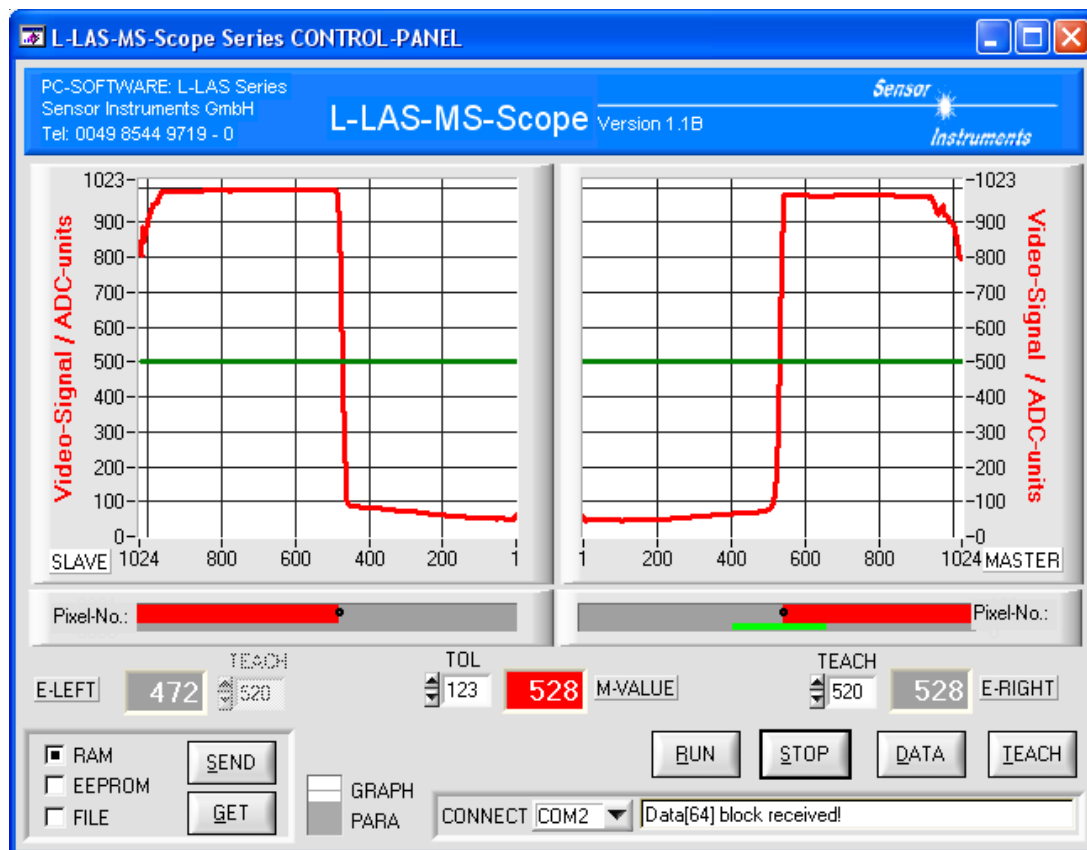 L-LAS-MS-Scope Series CONTROL-PANEL
PC-SOFTWARE: L-LAS Series
Sensor Instruments GmbH
Tel: 0049 8544 9719 - 0
L-LAS-MS-Scope Version 1.1B
Sensor
Instruments
Video-Signal / ADC-units
1023
900
800
700
600
500
400
300
200
100
0
1024 800 600 400 200 1
SLAVE
1023
900
800
700
600
500
400
300
200
100
0
Video-Signal / ADC-units
1 200 400 600 800 1024
MASTER
Pixel-No.:
Pixel-No.:
E-LEFT 472 TEACH 520
TOL 123 528 M-VALUE
TEACH 520 528 E-RIGHT
RAM
EEPROM
FILE
SEND
GET
GRAPH
PARA
RUN STOP DATA TEACH
CONNECT COM2 Data[64] block received!